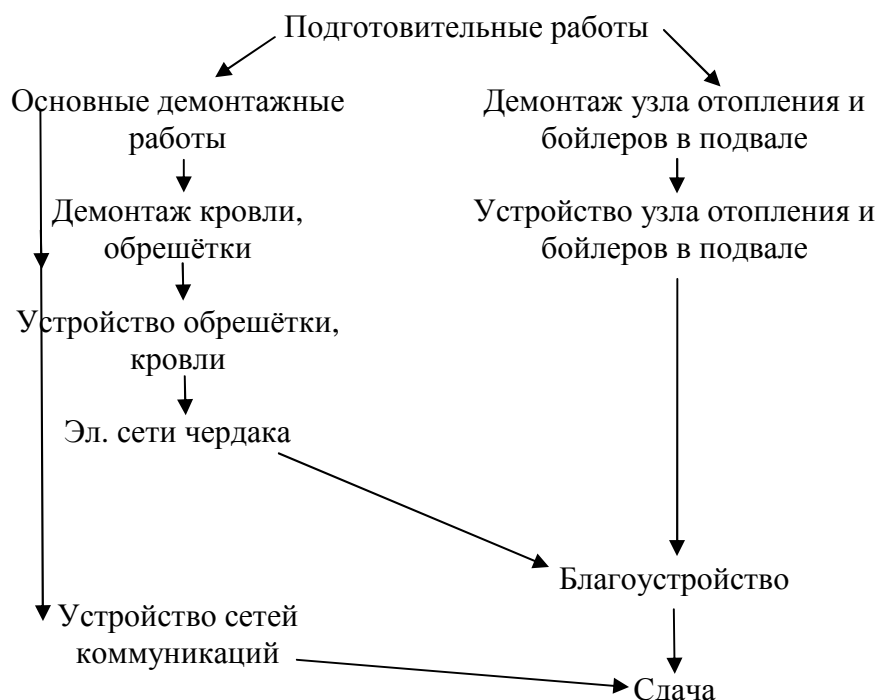 Подготовительные работы
Основные демонтажные
работы
Демонтаж узла отопления и
бойлеров в подвале
Демонтаж кровли,
обрешётки
Устройство узла отопления и
бойлеров в подвале
Устройство обрешётки,
кровли
Эл. сети чердака
Благоустройство
Устройство сетей
коммуникаций
Сдача